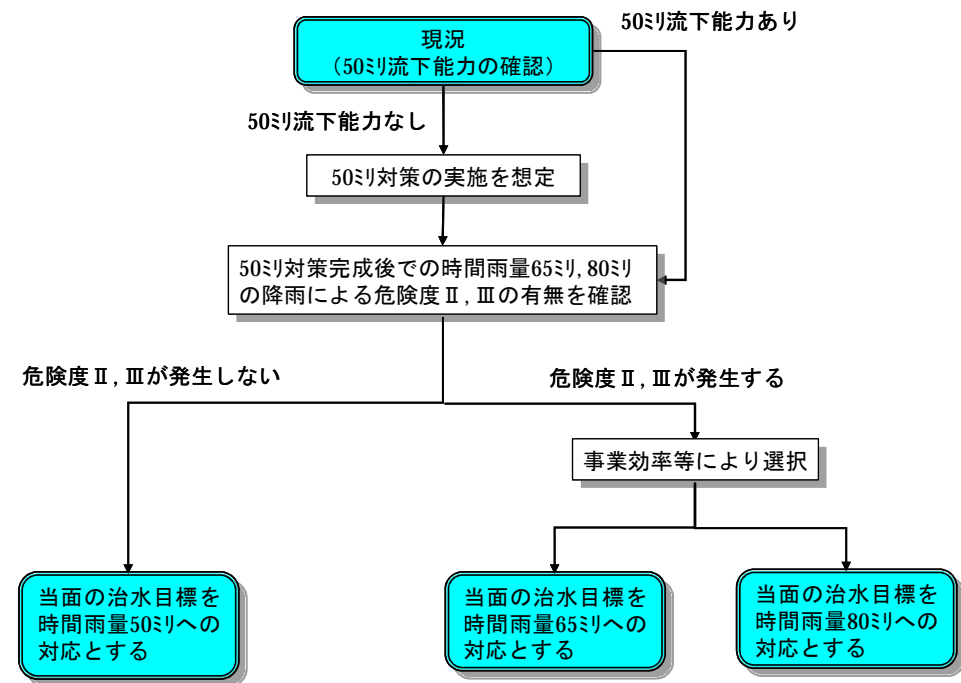 50ﾐﾘ流下能力あり
現況
（50ﾐﾘ流下能力の確認）
50ﾐﾘ流下能力なし
50ﾐﾘ対策の実施を想定
50ﾐﾘ対策完成後での時間雨量65ﾐﾘ,80ﾐﾘ
の降雨による危険度Ⅱ,Ⅲの有無を確認
危険度Ⅱ,Ⅲが発生しない
危険度Ⅱ,Ⅲが発生する
事業効率等により選択
当面の治水目標を
時間雨量50ﾐﾘへの
対応とする
当面の治水目標を
時間雨量65ﾐﾘへの
対応とする
当面の治水目標を
時間雨量80ﾐﾘへの
対応とする